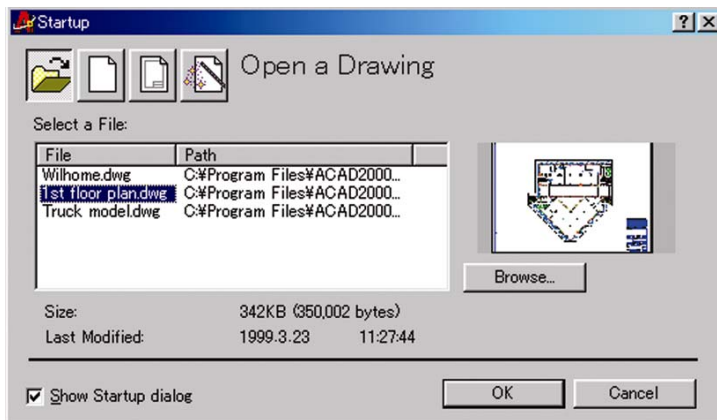 Startup
Open a Drawing
Select a File:
File Path
Wilhome.dwg C:¥Program Files¥ACAD2000...
1st floor plan.dwg C:¥Program Files¥ACAD2000...
Truck model.dwg C:¥Program Files¥ACAD2000...
Browse...
Size: 342KB (350,002 bytes)
Last Modified: 1999.3.23 11:27:44
Show Startup dialog
OK Cancel